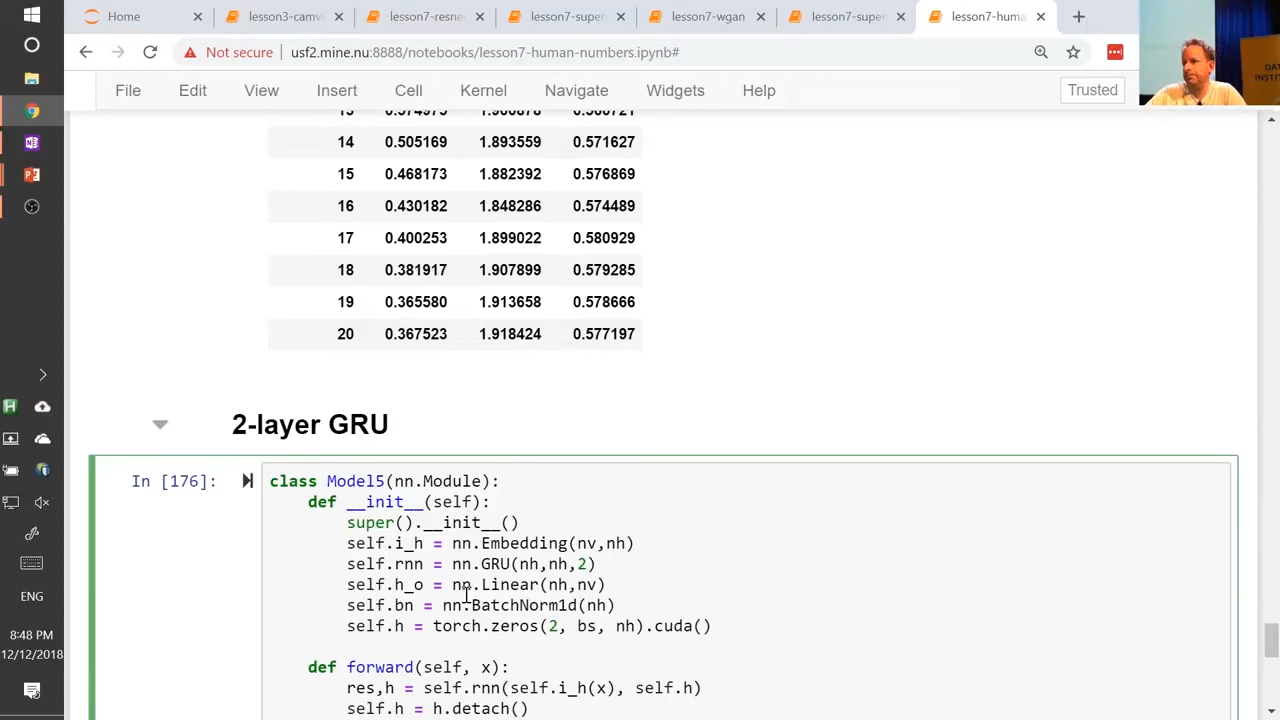 Home
lesson3-camvi
lesson7-resne
lesson7-super
lesson7-wgan
lesson7-super
lesson7-huma
Not secure | usf2.mine.nu:8888/notebooks/lesson7-human-numbers.ipynb#
File Edit View Insert Cell Kernel Navigate Widgets Help Trusted
14 0.505169 1.893559 0.571627
15 0.468173 1.882392 0.576869
16 0.430182 1.848286 0.574489
17 0.400253 1.899022 0.580929
18 0.381917 1.907899 0.579285
19 0.365580 1.913658 0.578666
20 0.367523 1.918424 0.577197
2-layer GRU
In [176]:
class Model5(nn.Module):
def __init__(self):
super().__init__()
self.i_h = nn.Embedding(nv,nh)
self.rnn = nn.GRU(nh,nh,2)
self.h_o = nn.Linear(nh,nv)
self.bn = nn.BatchNorm1d(nh)
self.h = torch.zeros(2, bs, nh).cuda()
def forward(self, x):
res,h = self.rnn(self.i_h(x), self.h)
self.h = h.detach()
ENG
8:48 PM
12/12/2018